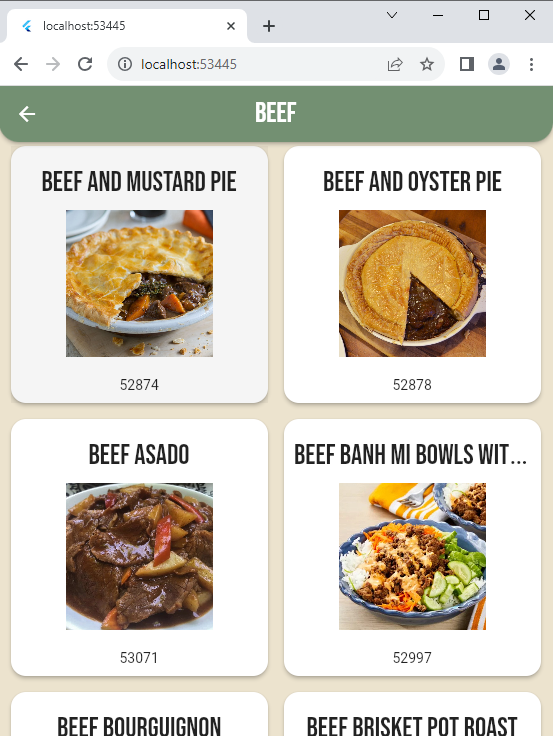 localhost:53445
localhost:53445
BEEF
BEEF AND MUSTARD PIE
52874
BEEF AND OYSTER PIE
52878
BEEF ASADO
53071
BEEF BANH MI BOWLS WIT...
52997
BEEF BOURGUIGNON
BEEF BRISKET POT ROAST